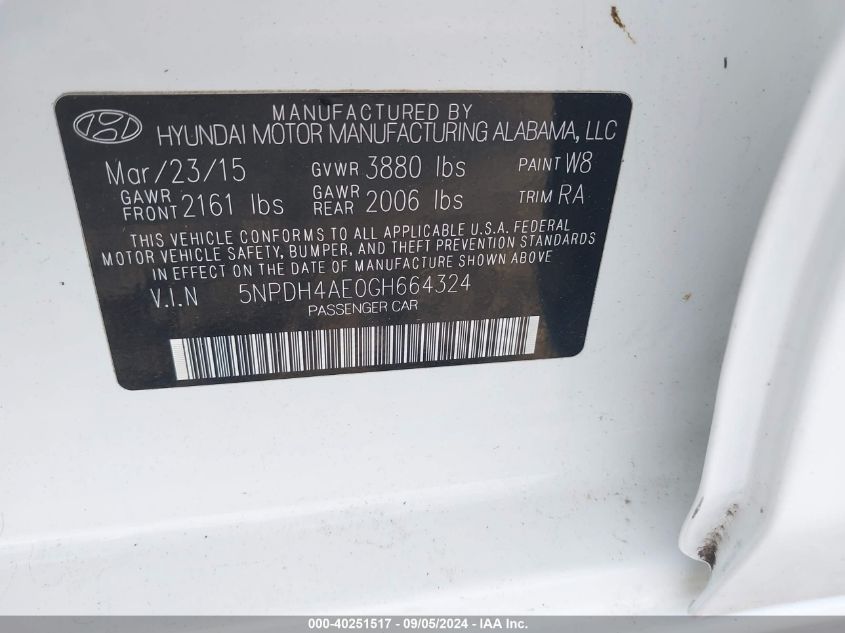 MANUFACTURED BY
HYUNDAI MOTOR MANUFACTURING ALABAMA, LLC
Mar/23/15 GVWR 3880 lbs PAINT W8
GAWR FRONT 2161 lbs GAWR REAR 2006 lbs TRIM RA
THIS VEHICLE CONFORMS TO ALL APPLICABLE U.S.A. FEDERAL
MOTOR VEHICLE SAFETY, BUMPER, AND THEFT PREVENTION STANDARDS
IN EFFECT ON THE DATE OF MANUFACTURE SHOWN ABOVE
V.I.N 5NPDH4AE0GH664324
PASSENGER CAR
000-40251517 - 09/05/2024 - IAA Inc.